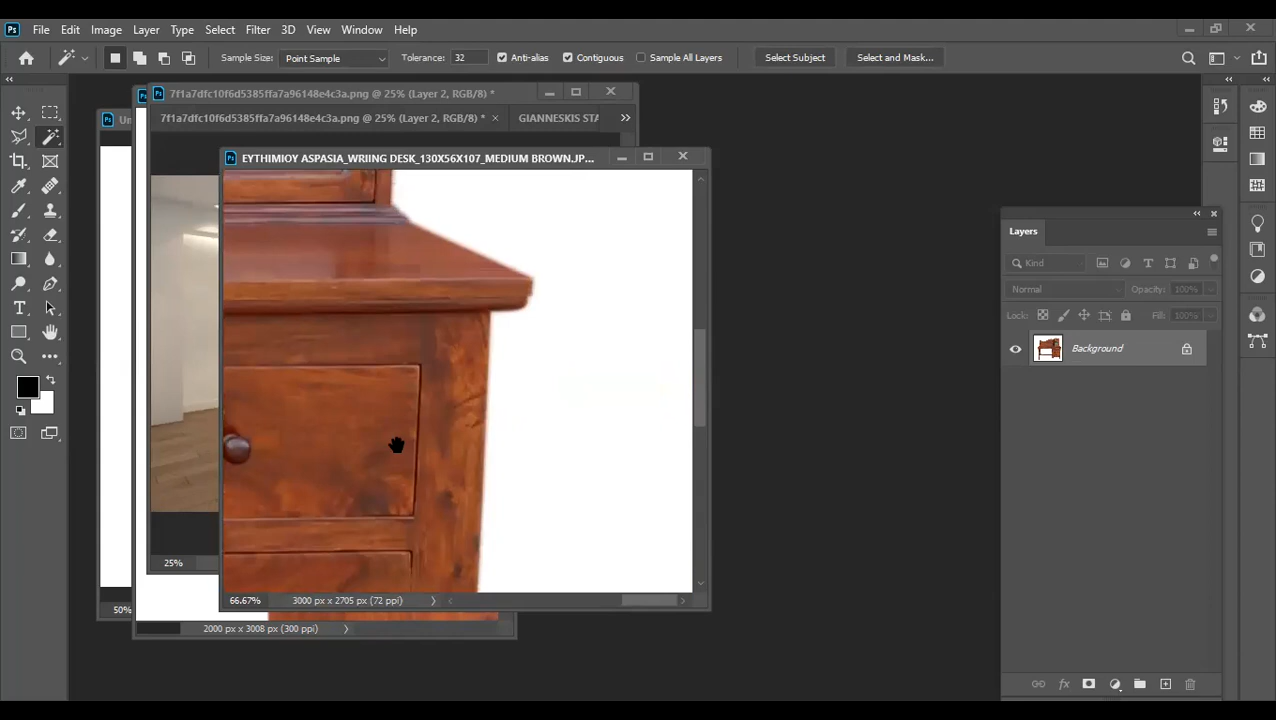 Ps File Edit Image Layer Type Select Filter 3D View Window Help
Sample Size: Point Sample Tolerance: 32 Anti-alias Contiguous Sample All Layers Select Subject Select and Mask...
7f1a7dfc10f6d5385ffa7a96148e4c3a.png @ 25% (Layer 2, RGB/8) *
7f1a7dfc10f6d5385ffa7a96148e4c3a.png @ 25% (Layer 2, RGB/8) * GIANNESKIS STA
EYTHIMIOY ASPASIA_WRIING DESK_130X56X107_MEDIUM BROWN.JP...
Layers
Kind
Normal Opacity: 100%
Lock: Fill: 100%
Background
25%
66.67% 3000 px x 2705 px (72 ppi)
50%
2000 px x 3008 px (300 ppi)
fx